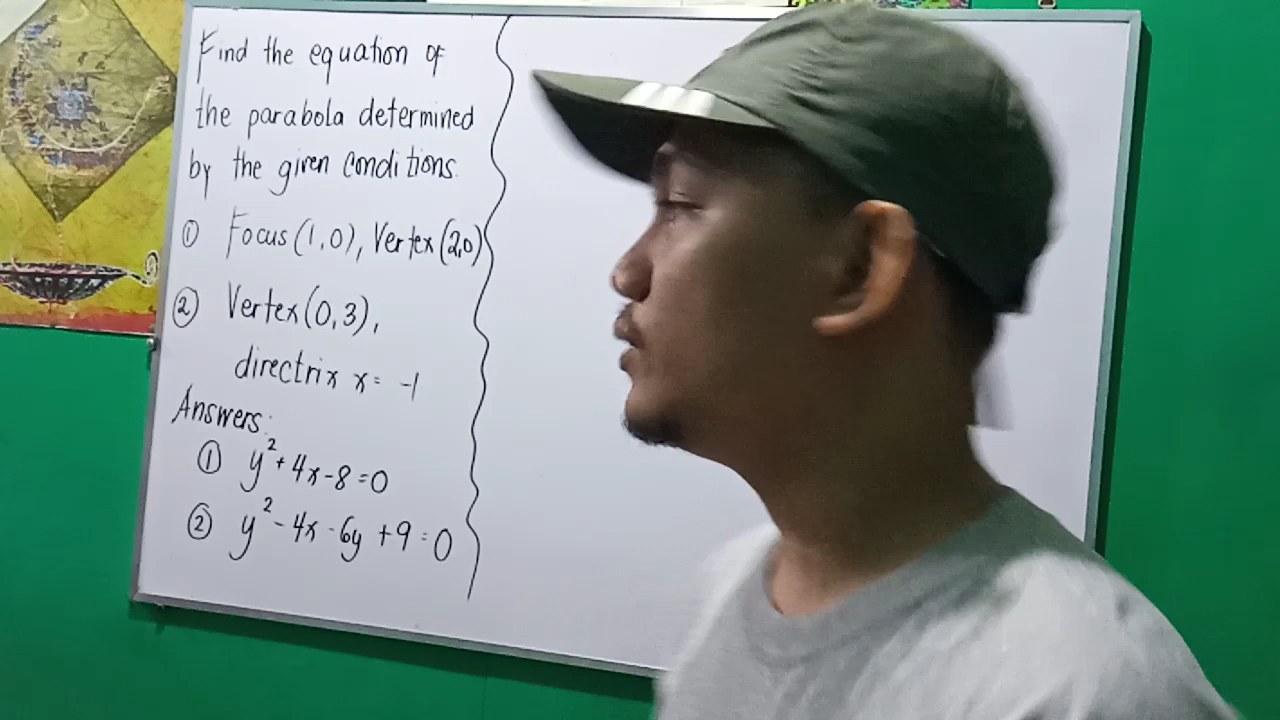 Find the equation of
the parabola determined
by the given conditions.
① Focus (1,0), Vertex (2,0)
② Vertex (0,3),
directrix x = -1
Answers:
① y² + 4x - 8 = 0
② y² - 4x - 6y + 9 = 0